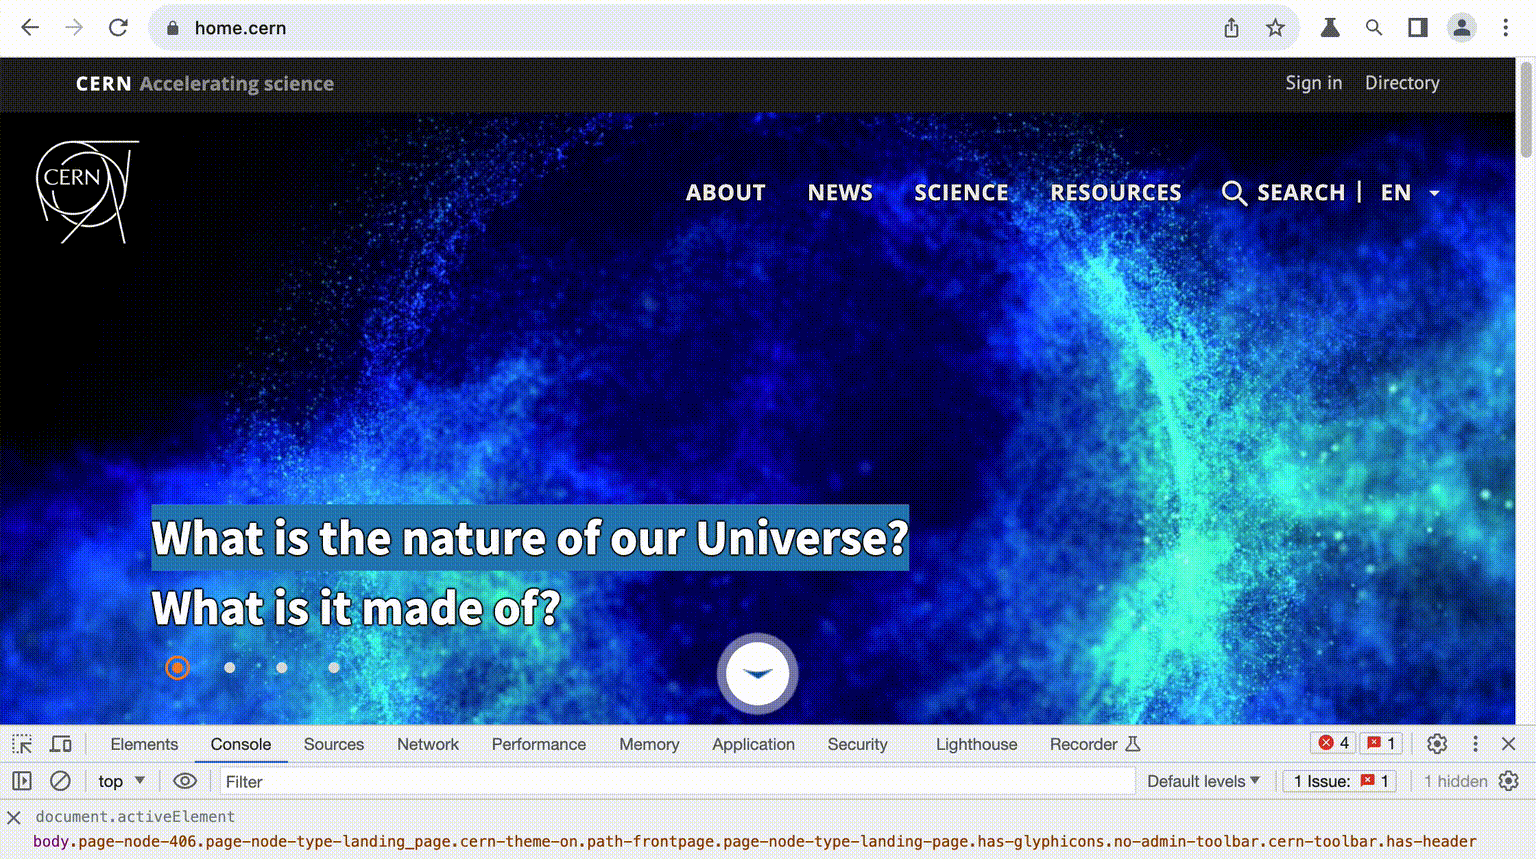 home.cern
CERN Accelerating science
Sign in Directory
CERN
ABOUT NEWS SCIENCE RESOURCES SEARCH | EN
What is the nature of our Universe?
What is it made of?
Elements Console Sources Network Performance Memory Application Security Lighthouse Recorder 4 1
top Filter Default levels 1 Issue: 1 1 hidden
document.activeElement
body.page-node-406.page-node-type-landing_page.cern-theme-on.path-frontpage.page-node-type-landing-page.has-glyphicons.no-admin-toolbar.cern-toolbar.has-header